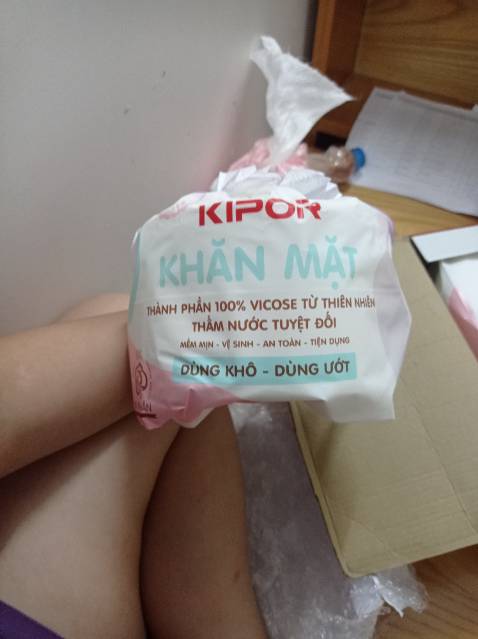 KIPOR
KHĂN MẶT
THÀNH PHẦN 100% VICOSE TỪ THIÊN NHIÊN
THẤM NƯỚC TUYỆT ĐỐI
MỀM MỊN - VỆ SINH - AN TOÀN - TIỆN DỤNG
DÙNG KHÔ - DÙNG ƯỚT